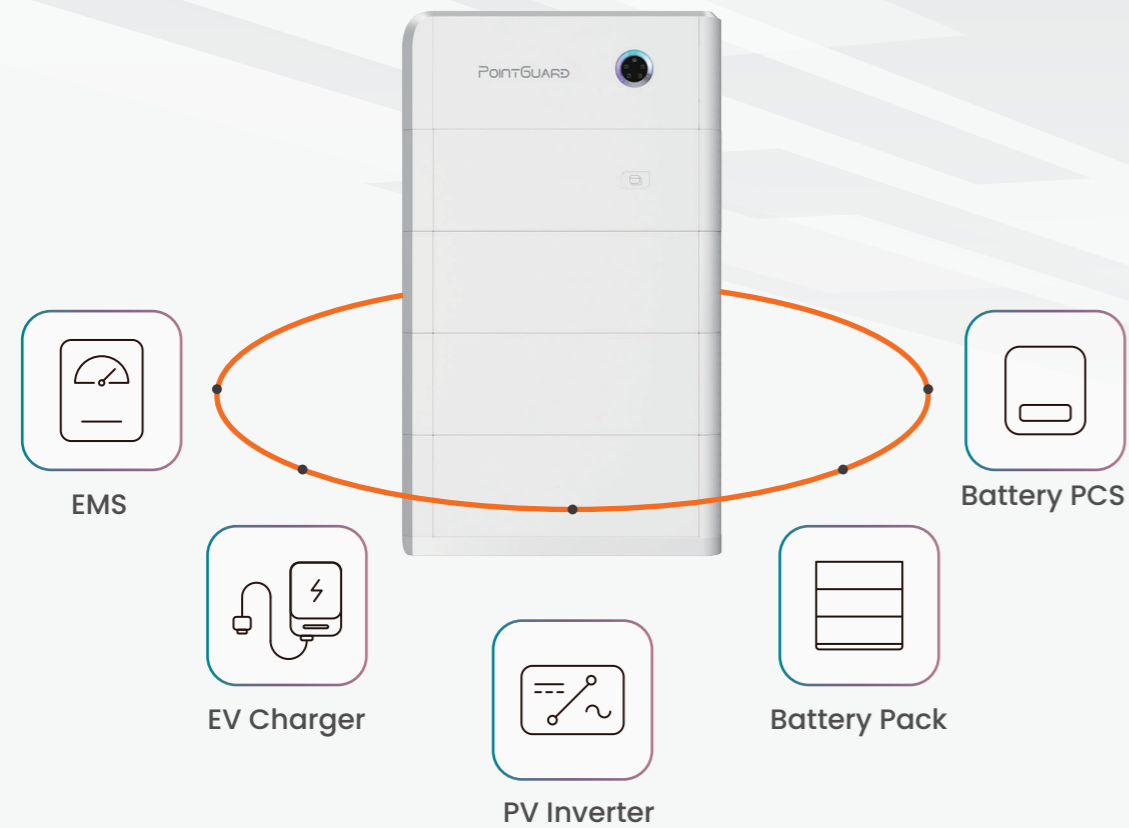 POINTGUARD
EMS
Battery PCS
EV Charger
Battery Pack
PV Inverter